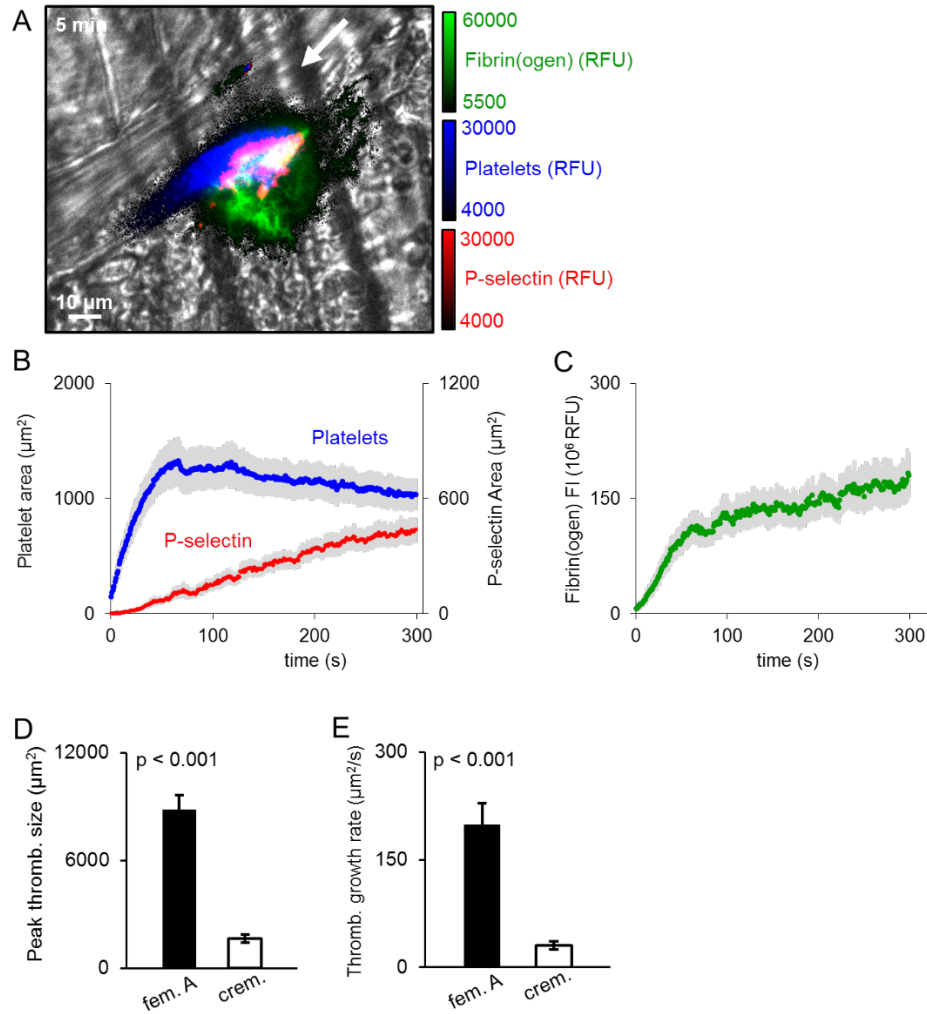 A
5 min
10 µm
60000
Fibrin(ogen) (RFU)
5500
30000
Platelets (RFU)
4000
30000
P-selectin (RFU)
4000
B
2000
1000
0
Platelet area (µm²)
Platelets
P-selectin
1200
600
0
P-selectin Area (µm²)
0
100
200
300
time (s)
C
300
150
0
Fibrin(ogen) FI (10⁶ RFU)
0
100
200
300
time (s)
D
12000
6000
0
Peak thromb. size (µm²)
p < 0.001
fem. A
crem.
E
300
150
0
Thromb. growth rate (µm²/s)
p < 0.001
fem. A
crem.